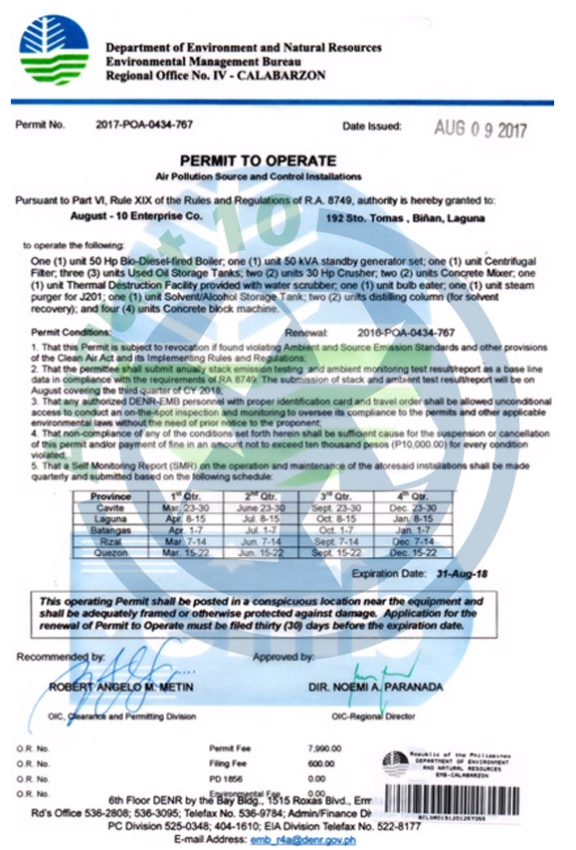 Department of Environment and Natural Resources
Environmental Management Bureau
Regional Office No. IV - CALABARZON
Permit No. 2017-POA-0434-767 Date Issued: AUG 09 2017
PERMIT TO OPERATE
Air Pollution Source and Control Installations
Pursuant to Part VI, Rule XIX of the Rules and Regulations of R.A. 8749, authority is hereby granted to:
August - 10 Enterprise Co. 192 Sto. Tomas , Biñan, Laguna
to operate the following:
One (1) unit 50 Hp Bio-Diesel-fired Boiler; one (1) unit 50 kVA standby generator set; one (1) unit Centrifugal
Filter; three (3) units Used Oil Storage Tanks; two (2) units 30 Hp Crusher; two (2) units Concrete Mixer; one
(1) unit Thermal Destruction Facility provided with water scrubber; one (1) unit bulb eater; one (1) unit steam
purger for J201; one (1) unit Solvent/Alcohol Storage Tank; two (2) units distilling column (for solvent
recovery); and four (4) units Concrete block machine.
Permit Conditions: Renewal: 2016-POA-0434-767
1. That this Permit is subject to revocation if found violating Ambient and Source Emission Standards and other provisions
of the Clean Air Act and its Implementing Rules and Regulations;
2. That the permittee shall submit anually stack emission testing and ambient monitoring test result/report as a base line
data in compliance with the requirements of RA 8749. The submission of stack and ambient test result/report will be on
August covering the third quarter of CY 2018;
3. That any authorized DENR-EMB personnel with proper identification card and travel order shall be allowed unconditional
access to conduct an on-the-spot inspection and monitoring to oversee its compliance to the permits and other applicable
environmental laws without the need of prior notice to the proponent;
4. That non-compliance of any of the conditions set forth herein shall be sufficient cause for the suspension or cancellation
of this permit and/or payment of fine in an amount not to exceed ten thousand pesos (P10,000.00) for every condition
violated;
5. That a Self Monitoring Report (SMR) on the operation and maintenance of the aforesaid installations shall be made
quarterly and submitted based on the following schedule:
Province 1st Qtr. 2nd Qtr. 3rd Qtr. 4th Qtr.
Cavite Mar. 23-30 June 23-30 Sept. 23-30 Dec. 23-30
Laguna Apr. 8-15 Jul. 8-15 Oct. 8-15 Jan. 8-15
Batangas Apr. 1-7 Jul. 1-7 Oct. 1-7 Jan. 1-7
Rizal Mar. 7-14 Jun. 7-14 Sept. 7-14 Dec. 7-14
Quezon Mar. 15-22 Jun. 15-22 Sept. 15-22 Dec. 15-22
Expiration Date: 31-Aug-18
This operating Permit shall be posted in a conspicuous location near the equipment and
shall be adequately framed or otherwise protected against damage. Application for the
renewal of Permit to Operate must be filed thirty (30) days before the expiration date.
Recommended by: Approved by:
ROBERT ANGELO M. METIN DIR. NOEMI A. PARANADA
OIC, Clearance and Permitting Division OIC-Regional Director
O.R. No. Permit Fee 7,990.00
O.R. No. Filing Fee 600.00
O.R. No. PD 1856 0.00
O.R. No. Environmental Fee 0.00
Republic of the Philippines
DEPARTMENT OF ENVIRONMENT
AND NATURAL RESOURCES
EMB-CALABARZON
6th Floor DENR by the Bay Bldg., 1515 Roxas Blvd., Erm
Rd's Office 536-2808; 536-3095; Telefax No. 536-9784; Admin/Finance Di
PC Division 525-0348; 404-1610; EIA Division Telefax No. 522-8177
E-mail Address: emb_r4a@denr.gov.ph